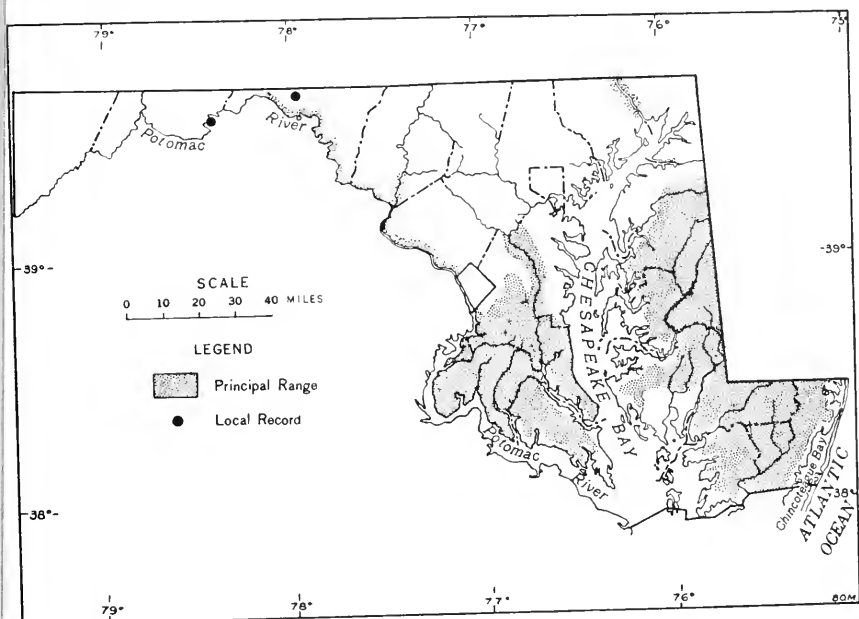 79°
78°
77°
76°
75°
Potomac
River
39°
39°
SCALE
0 10 20 30 40 MILES
LEGEND
Principal Range
Local Record
CHESAPEAKE BAY
Potomac
River
Chincoteague Bay
ATLANTIC
OCEAN
38°
38°
79°
78°
77°
76°
80M